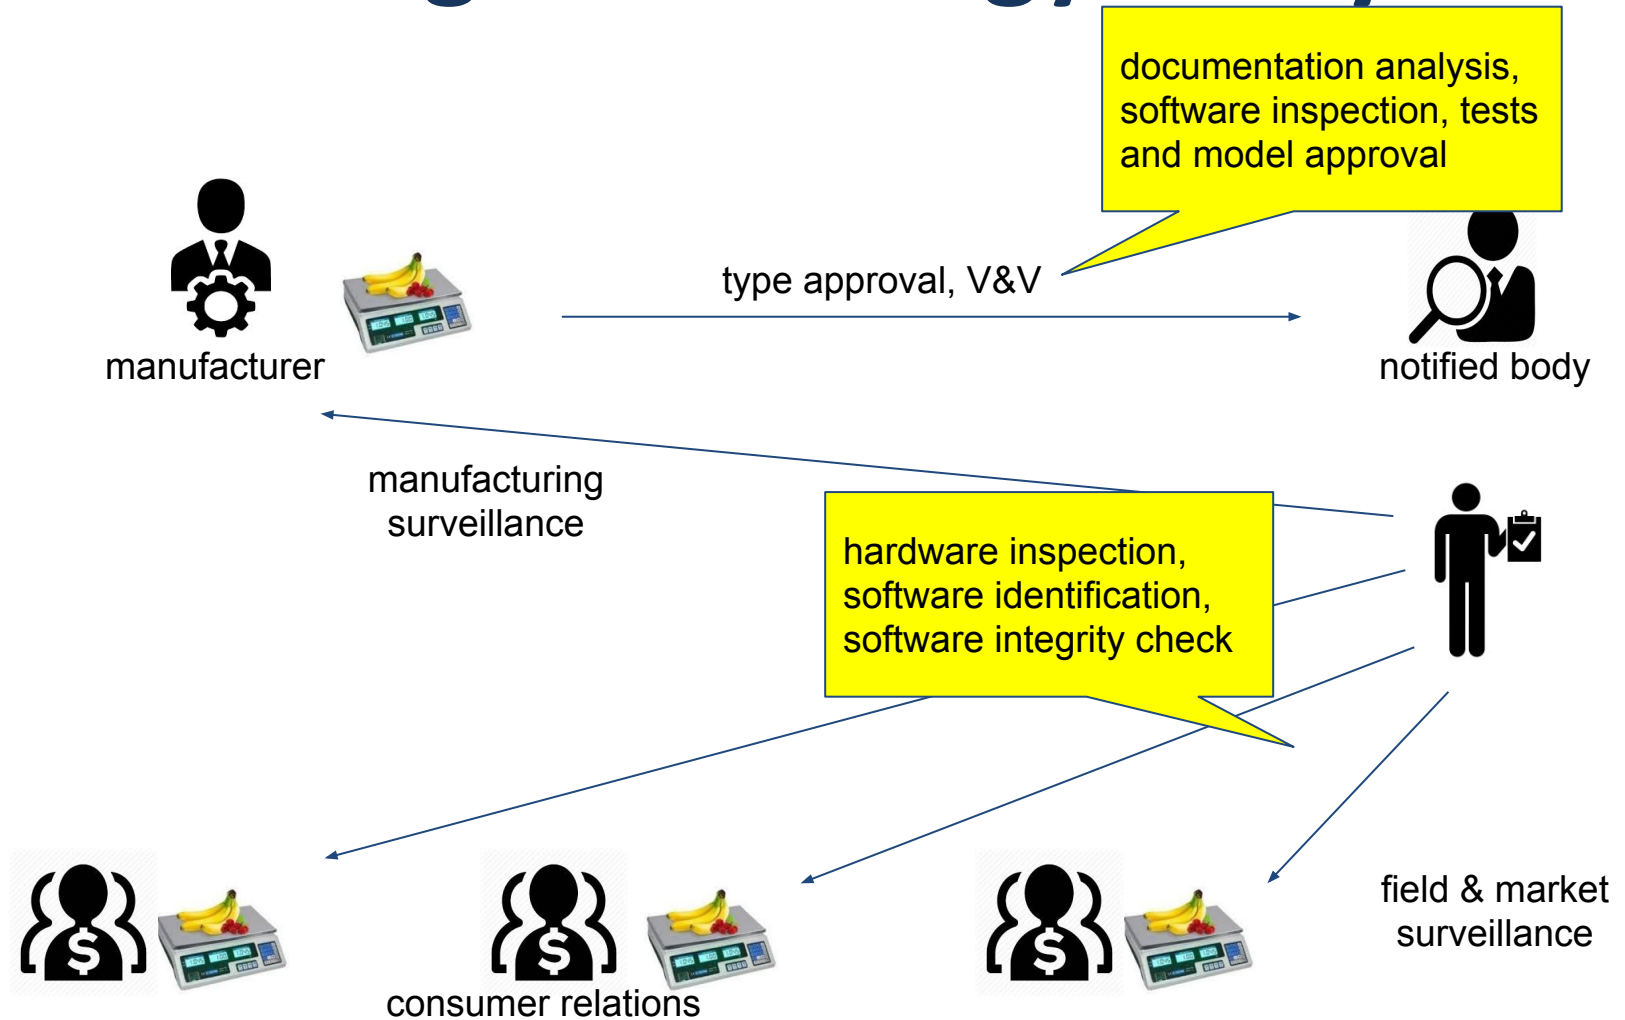 documentation analysis,
software inspection, tests
and model approval
type approval, V&V
manufacturer
notified body
manufacturing
surveillance
hardware inspection,
software identification,
software integrity check
field & market
surveillance
consumer relations